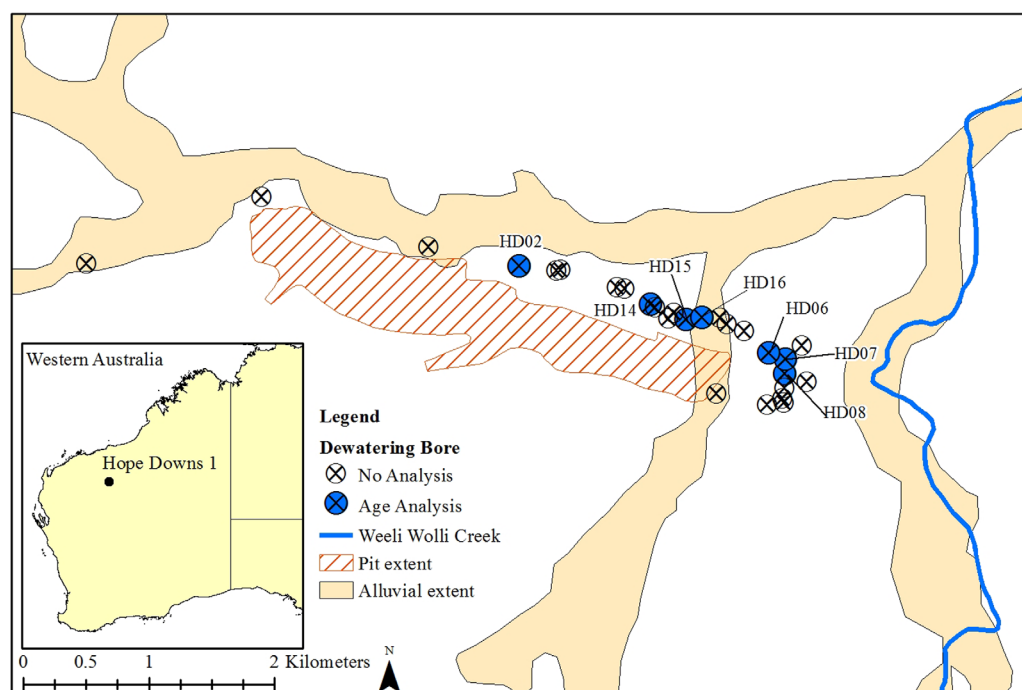 HD02
HD15
HD16
HD14
HD06
HD07
HD08
Western Australia
Hope Downs 1
Legend
Dewatering Bore
No Analysis
Age Analysis
Weeli Wolli Creek
Pit extent
Alluvial extent
0 0.5 1 2 Kilometers
N